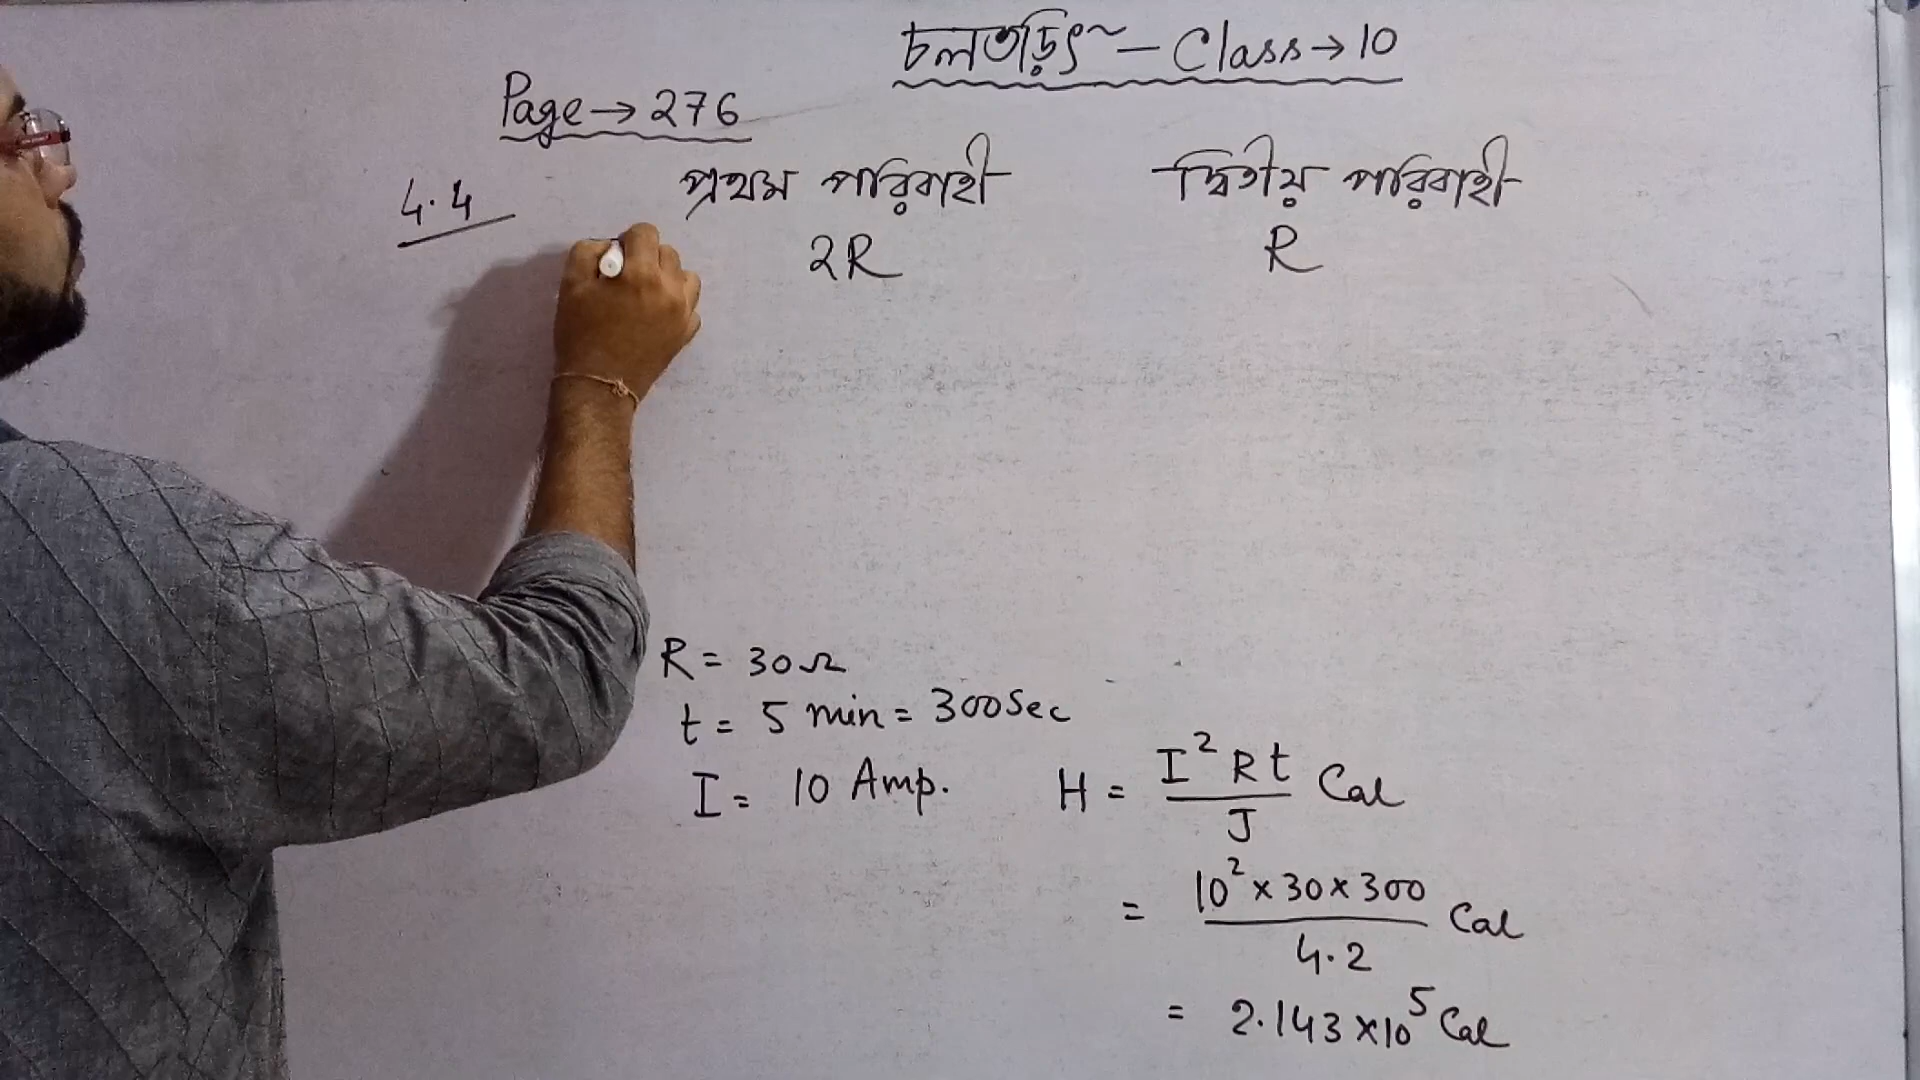 চলতড়িৎ — Class → 10
Page → 276
4.4
প্রথম পরিবাহী দ্বিতীয় পরিবাহী
2R R
R = 30Ω
t = 5 min = 300Sec
I = 10 Amp.
H = I² R t / J Cal
= 10² × 30 × 300 / 4.2 Cal
= 2.143 × 10⁵ Cal